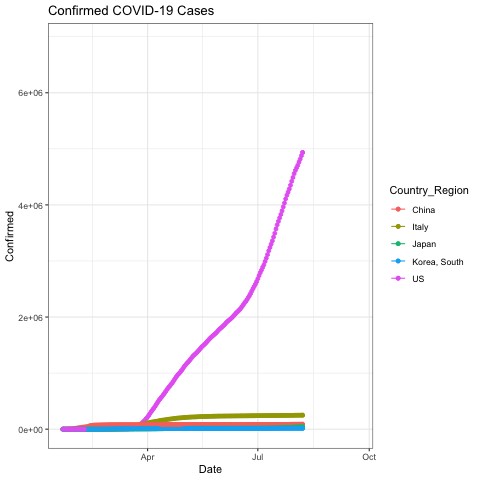 Confirmed COVID-19 Cases
6e+06
4e+06
2e+06
0e+00
Confirmed
Apr
Jul
Oct
Date
Country_Region
China
Italy
Japan
Korea, South
US